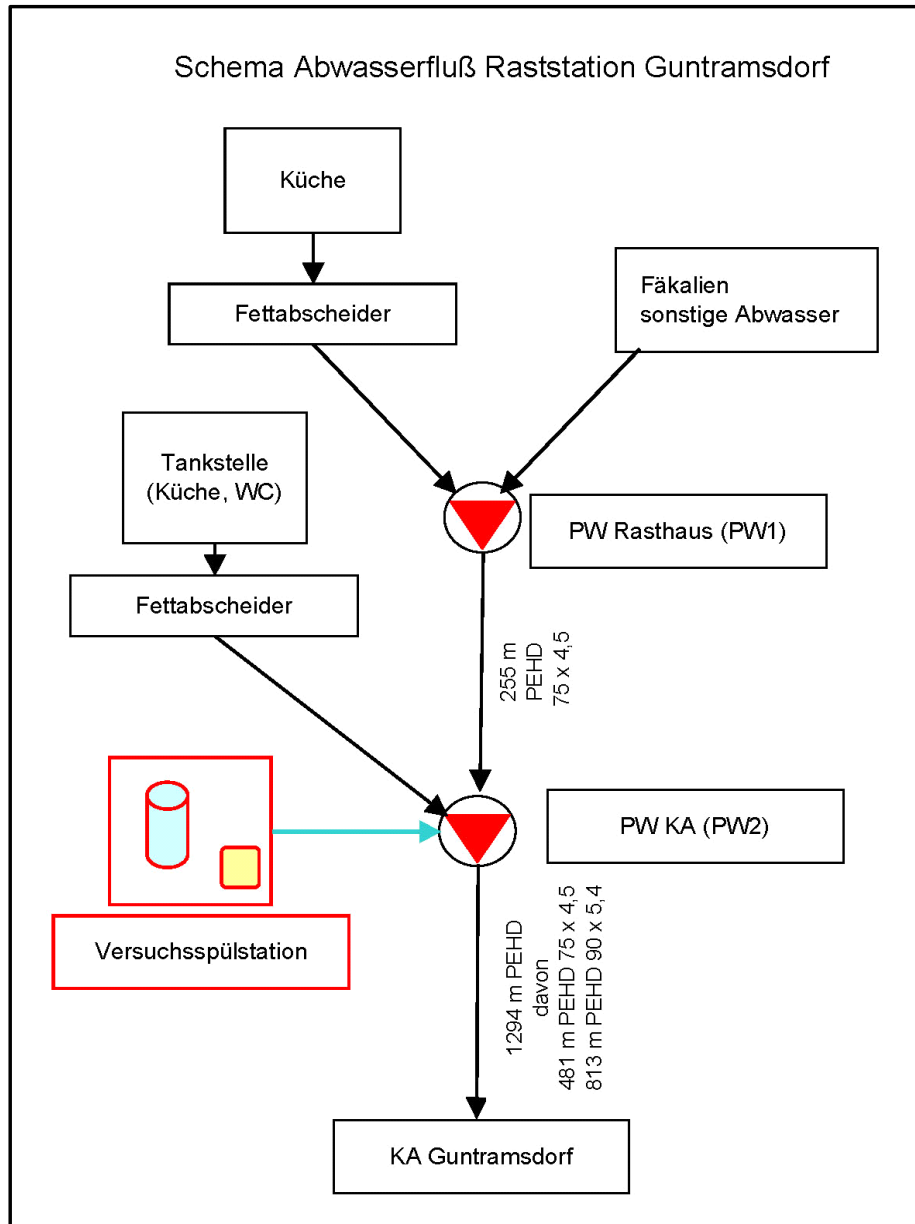 Schema Abwasserfluß Raststation Guntramsdorf
Küche
Fettabscheider
Fäkalien
sonstige Abwasser
Tankstelle
(Küche, WC)
PW Rasthaus (PW1)
Fettabscheider
255 m
PEHD
75 x 4,5
PW KA (PW2)
Versuchsspülstation
1294 m PEHD
davon
481 m PEHD 75 x 4,5
813 m PEHD 90 x 5,4
KA Guntramsdorf